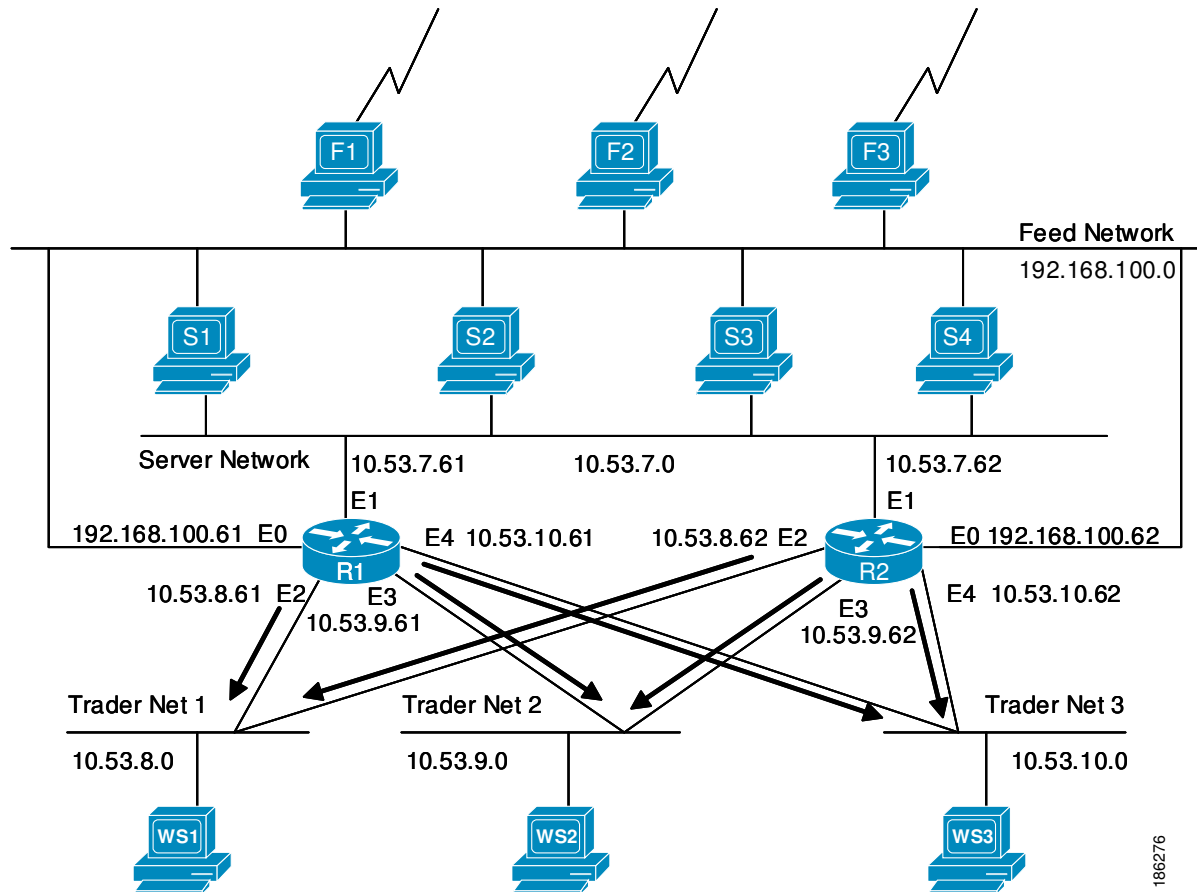 F1
F2
F3
Feed Network
192.168.100.0
S1
S2
S3
S4
Server Network
10.53.7.61
10.53.7.0
10.53.7.62
E1
E1
192.168.100.61 E0
E4 10.53.10.61
10.53.8.62 E2
E0 192.168.100.62
R1
R2
10.53.8.61 E2
E3
10.53.9.61
E3
10.53.9.62
E4 10.53.10.62
Trader Net 1
Trader Net 2
Trader Net 3
10.53.8.0
10.53.9.0
10.53.10.0
WS1
WS2
WS3
186276